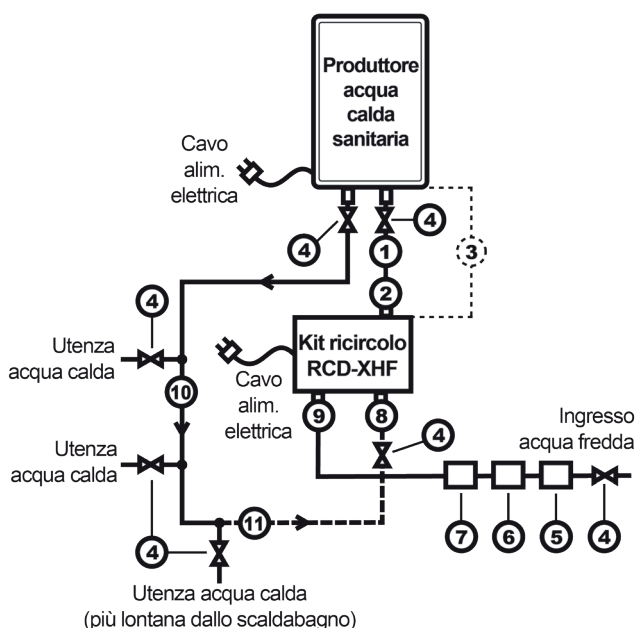 Produttore
acqua
calda
sanitaria
Cavo
alim.
elettrica
4
4
1
3
2
4
Kit ricircolo
RCD-XHF
Utenza
acqua calda
Cavo
alim.
elettrica
10
9
8
4
Ingresso
acqua fredda
Utenza
acqua calda
11
4
7
6
5
4
Utenza acqua calda
(più lontana dallo scaldabagno)